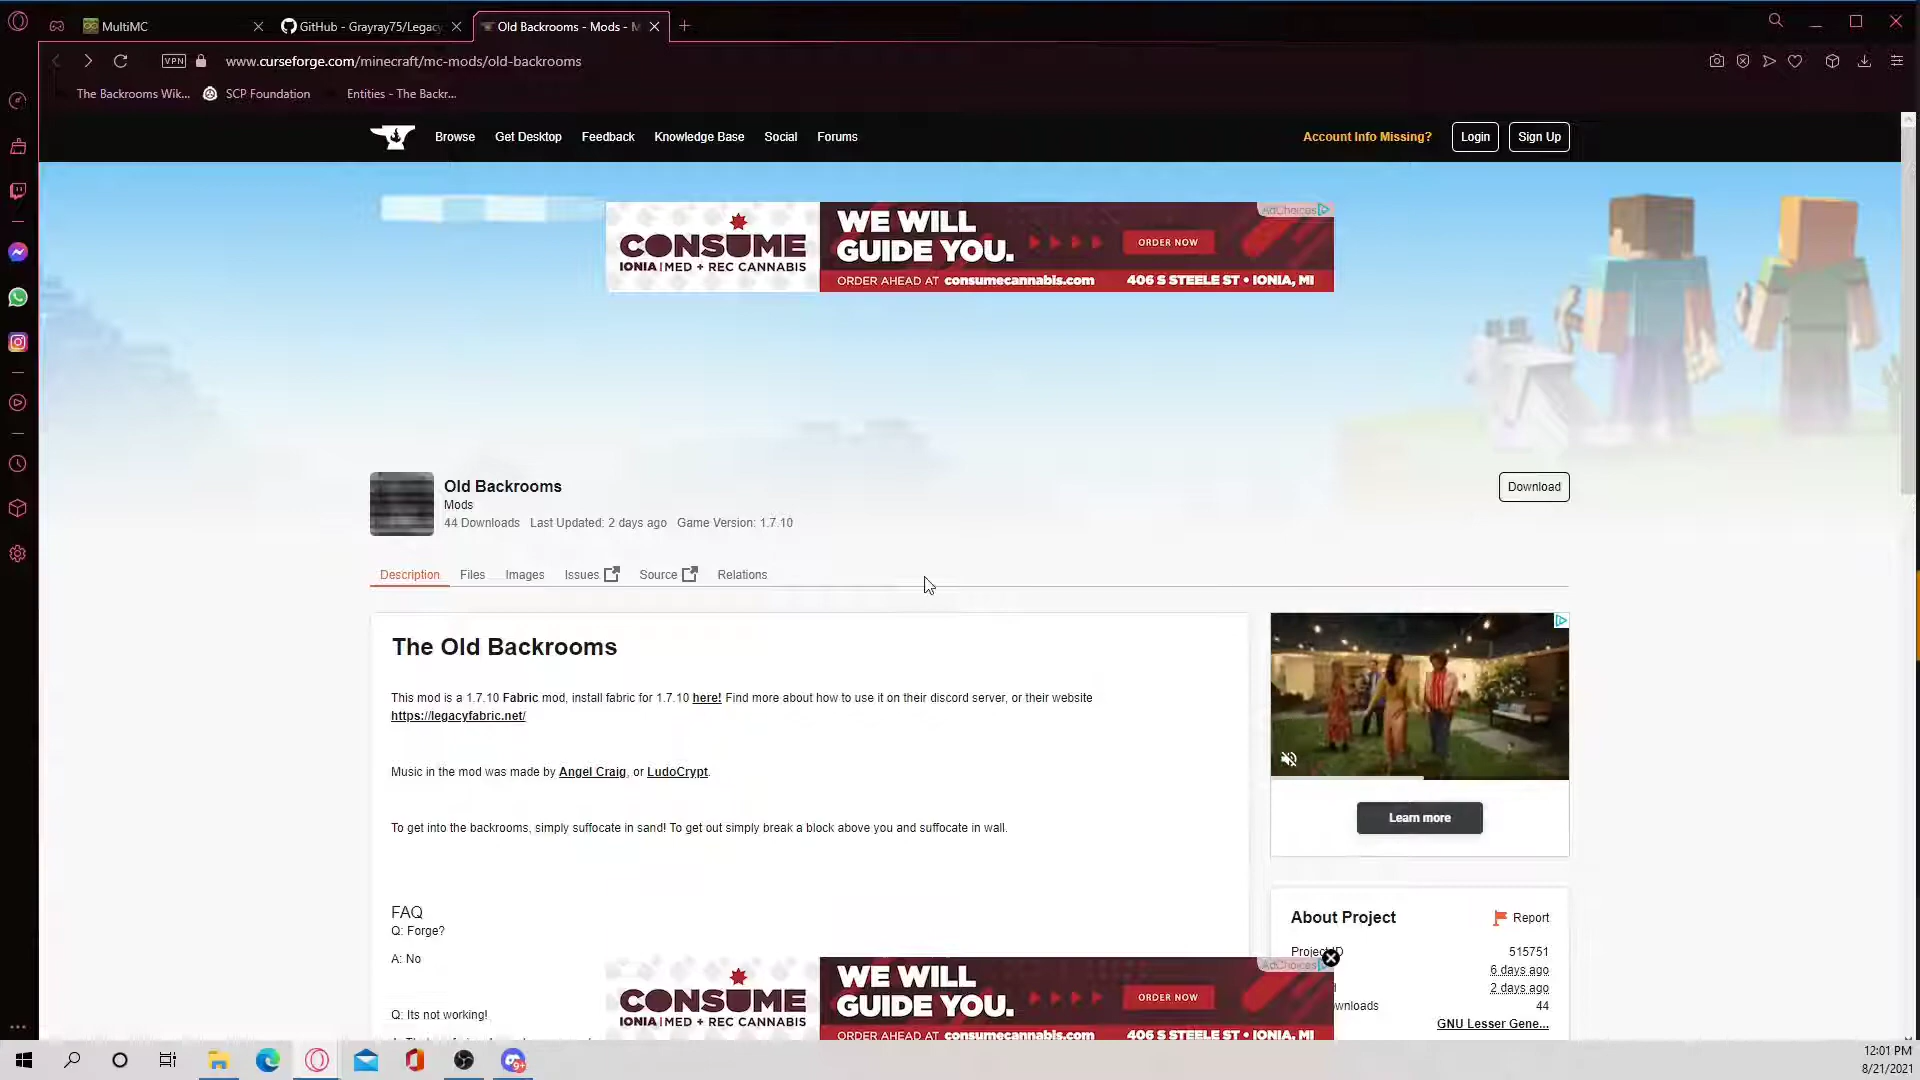 MultiMC
GitHub - Grayray75/Legacy
Old Backrooms - Mods - M
VPN
www.curseforge.com/minecraft/mc-mods/old-backrooms
The Backrooms Wik...
SCP Foundation
Entities - The Backr...
Browse
Get Desktop
Feedback
Knowledge Base
Social
Forums
Account Info Missing?
Login
Sign Up
CONSUME
IONIA | MED + REC CANNABIS
WE WILL
GUIDE YOU.
ORDER NOW
AdChoices
ORDER AHEAD AT consumecannabis.com
406 S STEELE ST • IONIA, MI
Old Backrooms
Mods
44 Downloads Last Updated: 2 days ago Game Version: 1.7.10
Download
Description
Files
Images
Issues
Source
Relations
The Old Backrooms
This mod is a 1.7.10 Fabric mod, install fabric for 1.7.10 here! Find more about how to use it on their discord server, or their website
https://legacyfabric.net/
Music in the mod was made by Angel Craig, or LudoCrypt.
To get into the backrooms, simply suffocate in sand! To get out simply break a block above you and suffocate in wall.
FAQ
Q: Forge?
A: No
Q: Its not working!
Learn more
About Project
Report
Project ID 515751
6 days ago
2 days ago
wnloads 44
GNU Lesser Gene...
CONSUME
IONIA | MED + REC CANNABIS
WE WILL
GUIDE YOU.
ORDER NOW
AdChoices
ORDER AHEAD AT consumecannabis.com
406 S STEELE ST • IONIA, MI
9+
12:01 PM
8/21/2021